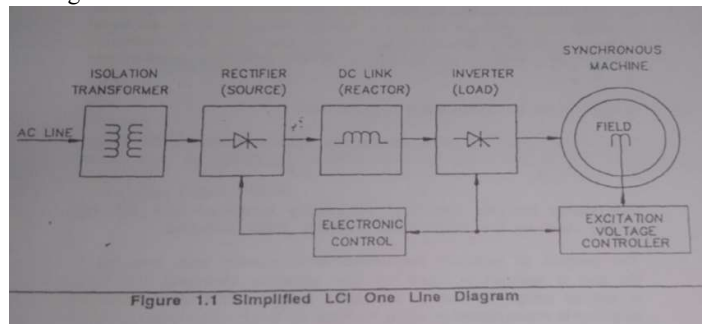 SYNCHRONOUS
MACHINE
ISOLATION
TRANSFORMER
RECTIFIER
(SOURCE)
DC LINK
(REACTOR)
INVERTER
(LOAD)
AC LINE
FIELD
ELECTRONIC
CONTROL
EXCITATION
VOLTAGE
CONTROLLER
Figure 1.1 Simplified LCI One Line Diagram